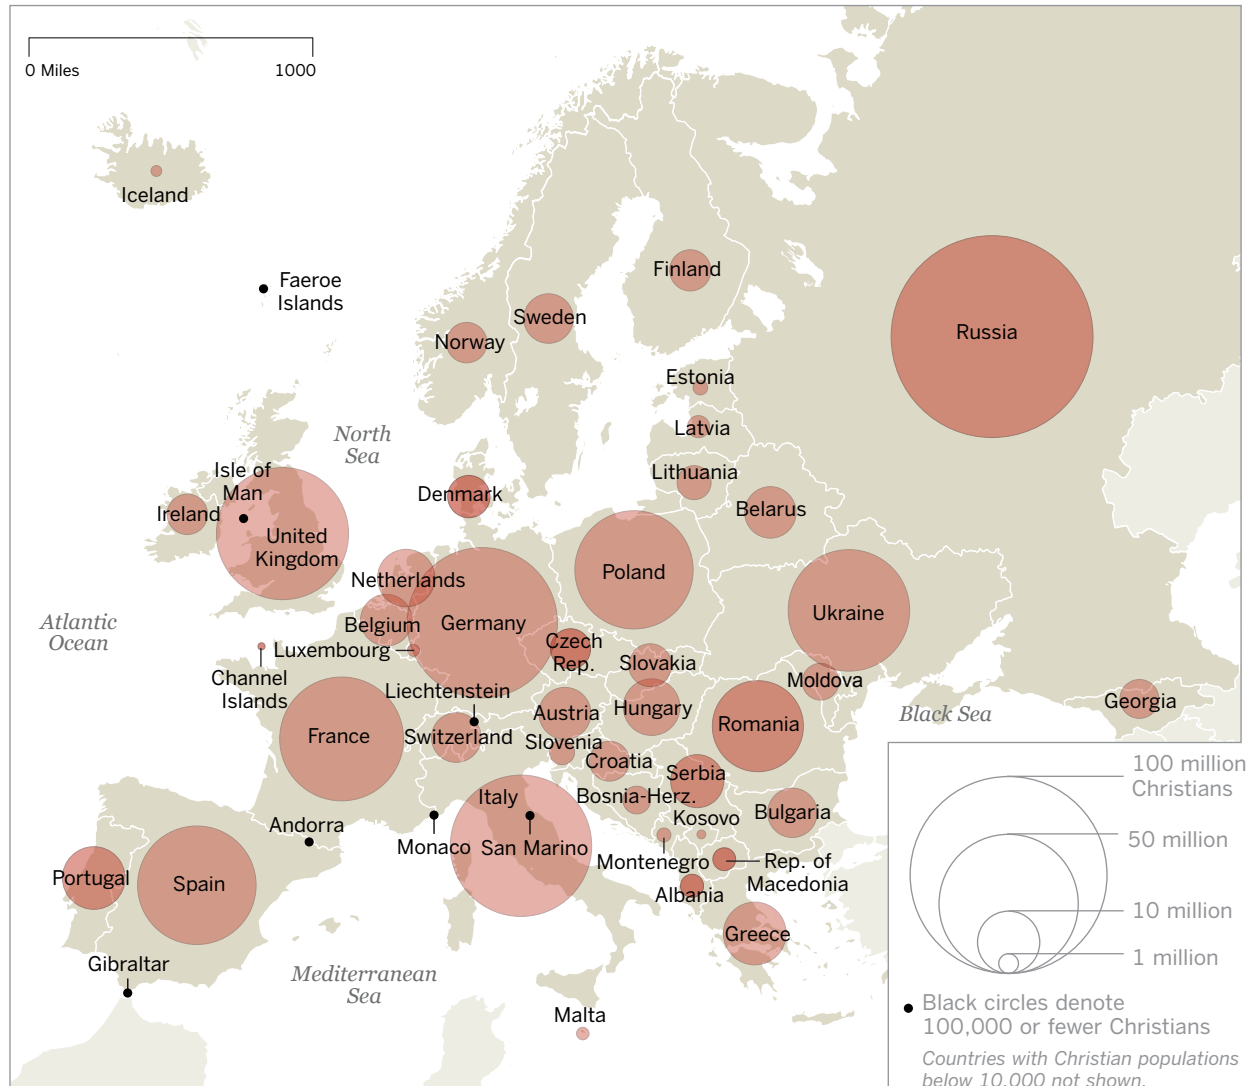 0 Miles 1000
Iceland
Faeroe
Islands
Finland
Sweden
Norway
Russia
Estonia
Latvia
North
Sea
Lithuania
Isle of
Man
Denmark
Ireland
Belarus
United
Kingdom
Netherlands
Poland
Ukraine
Atlantic
Ocean
Belgium
Germany
Czech
Rep.
Luxembourg
Slovakia
Channel
Islands
Moldova
Liechtenstein
Georgia
Austria
Hungary
Black Sea
France
Switzerland
Romania
Slovenia
Croatia
Serbia
Italy
Bosnia-Herz.
Bulgaria
Kosovo
Andorra
Monaco
San Marino
Montenegro
Rep. of
Macedonia
Portugal
Spain
Albania
Greece
Gibraltar
Mediterranean
Sea
Malta
100 million
Christians
50 million
10 million
1 million
Black circles denote
100,000 or fewer Christians
Countries with Christian populations
below 10,000 not shown.